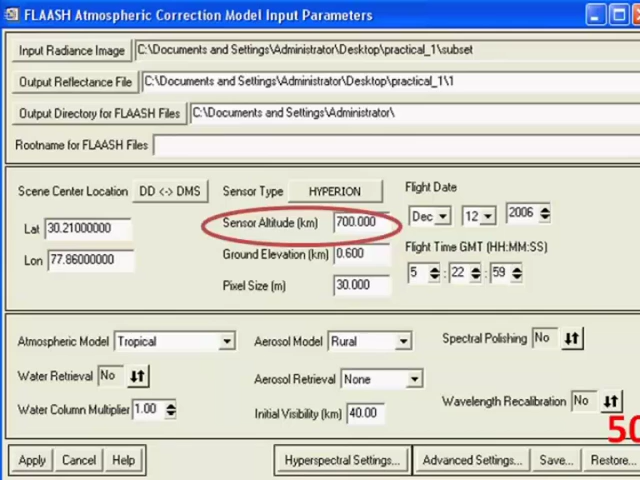 FLAASH Atmospheric Correction Model Input Parameters
Input Radiance Image C:\Documents and Settings\Administrator\Desktop\practical_1\subset
Output Reflectance File C:\Documents and Settings\Administrator\Desktop\practical_1\1
Output Directory for FLAASH Files C:\Documents and Settings\Administrator\
Rootname for FLAASH Files
Scene Center Location DD <-> DMS Sensor Type HYPERION Flight Date
Lat 30.21000000 Sensor Altitude (km) 700.000 Dec 12 2006
Lon 77.86000000 Ground Elevation (km) 0.600 Flight Time GMT (HH:MM:SS)
Pixel Size (m) 30.000 5 : 22 : 59
Atmospheric Model Tropical Aerosol Model Rural Spectral Polishing No
Water Retrieval No Aerosol Retrieval None
Water Column Multiplier 1.00 Initial Visibility (km) 40.00 Wavelength Recalibration No
50
Apply Cancel Help Hyperspectral Settings... Advanced Settings... Save... Restore...